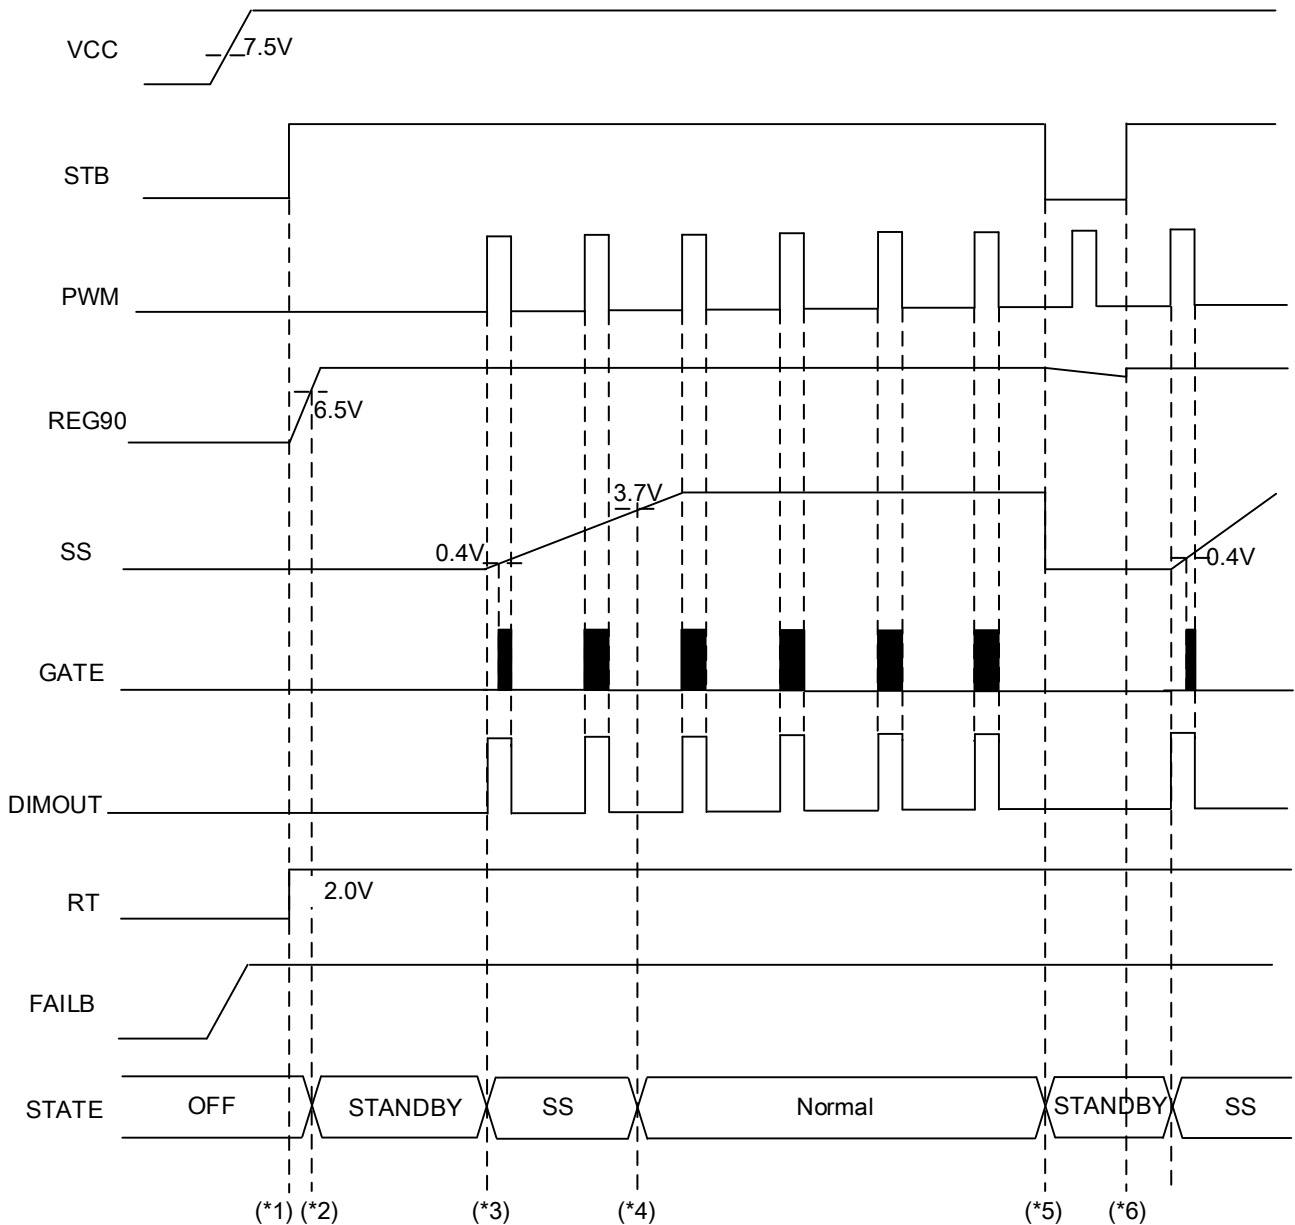 VCC
7.5V
STB
PWM
REG90
6.5V
SS
0.4V
3.7V
0.4V
GATE
DIMOUT
RT
2.0V
FAILB
STATE OFF STANDBY SS Normal STANDBY SS
(*1) (*2) (*3) (*4) (*5) (*6)